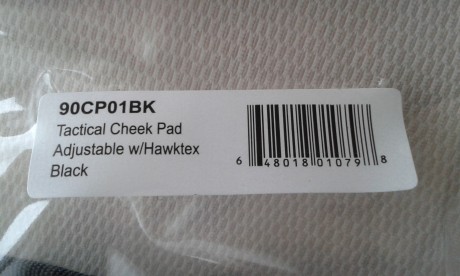 90CP01BK
Tactical Cheek Pad
Adjustable w/Hawktex
Black
6 48018 01079 8